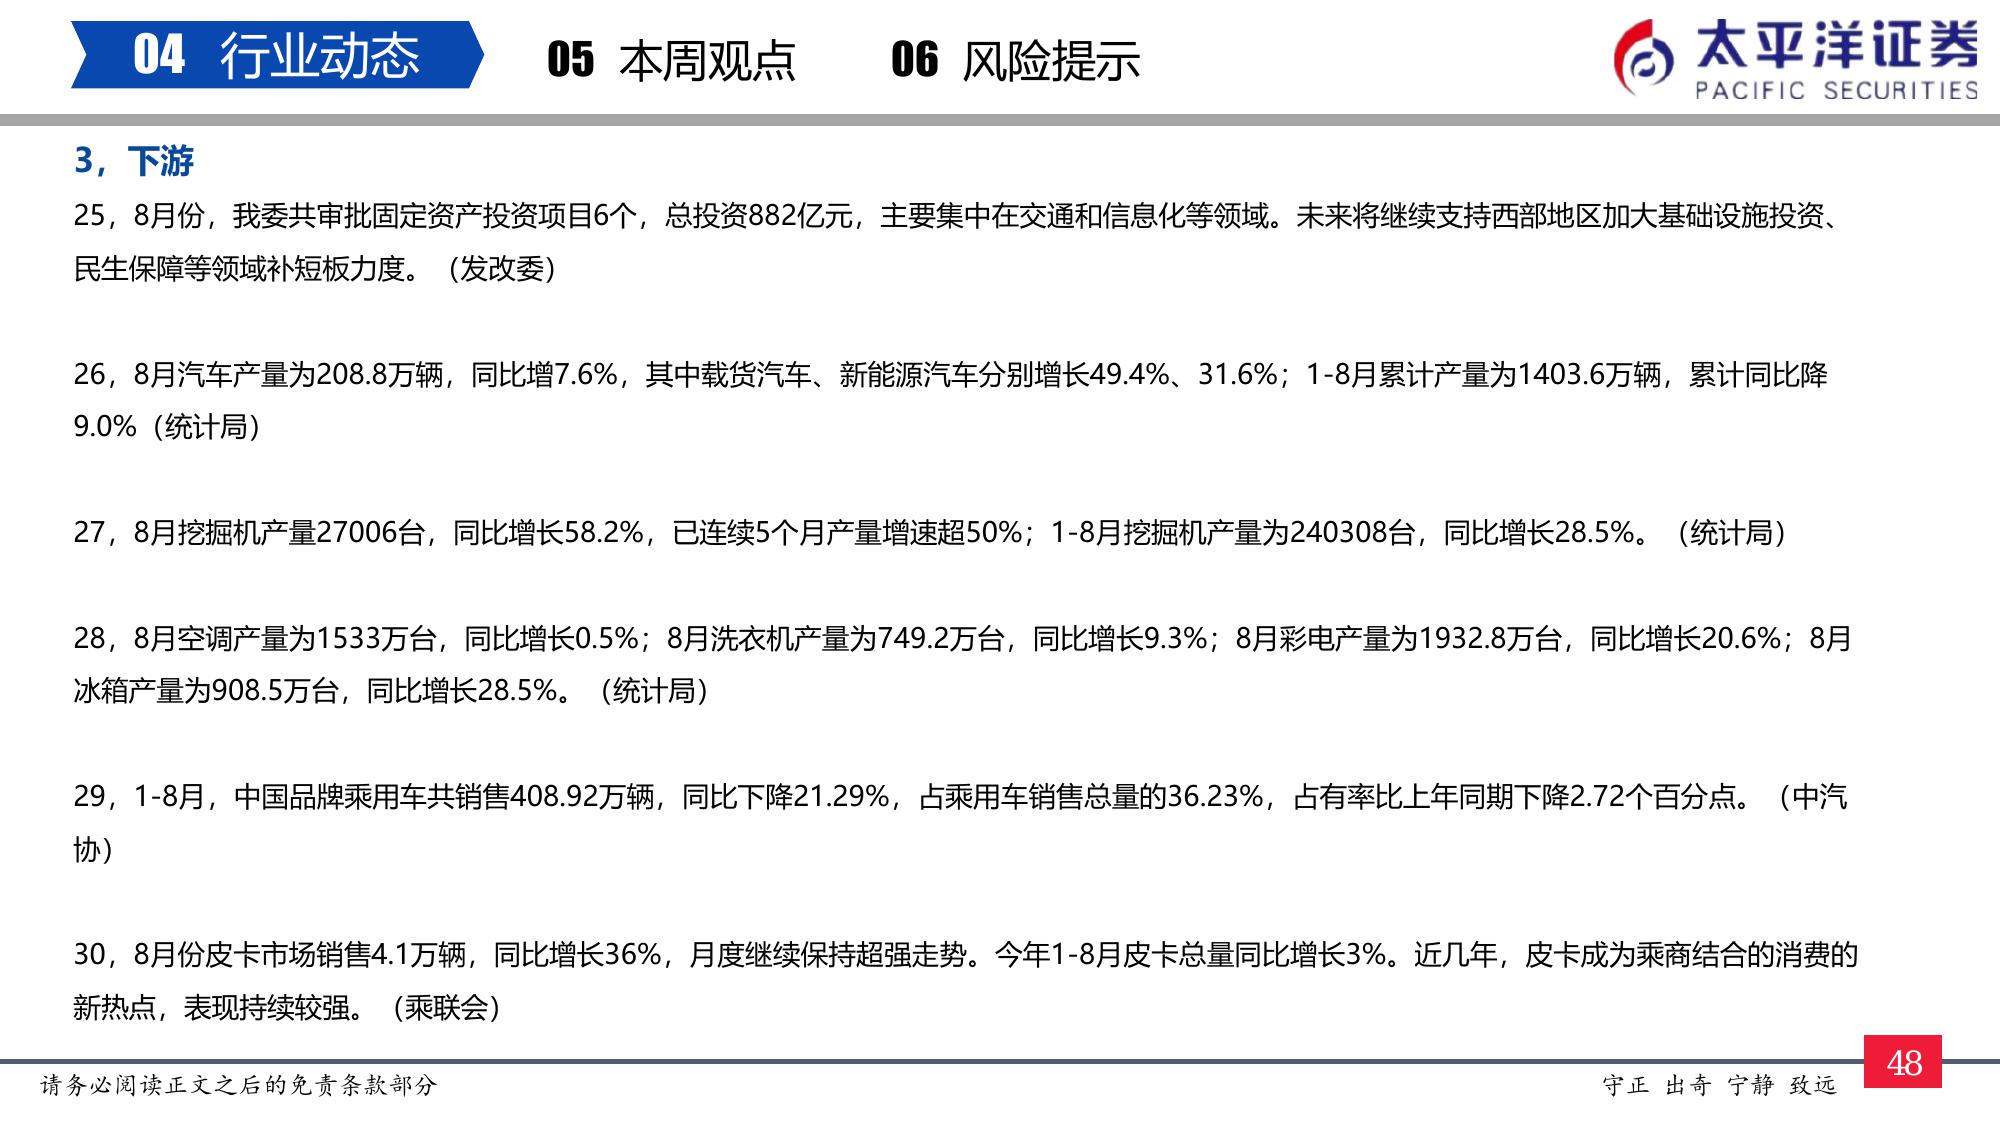 04 行业动态 05 本周观点 06 风险提示
太平洋证券
PACIFIC SECURITIES
3，下游
25，8月份，我委共审批固定资产投资项目6个，总投资882亿元，主要集中在交通和信息化等领域。未来将继续支持西部地区加大基础设施投资、
民生保障等领域补短板力度。（发改委）
26，8月汽车产量为208.8万辆，同比增7.6%，其中载货汽车、新能源汽车分别增长49.4%、31.6%；1-8月累计产量为1403.6万辆，累计同比降
9.0%（统计局）
27，8月挖掘机产量27006台，同比增长58.2%，已连续5个月产量增速超50%；1-8月挖掘机产量为240308台，同比增长28.5%。（统计局）
28，8月空调产量为1533万台，同比增长0.5%；8月洗衣机产量为749.2万台，同比增长9.3%；8月彩电产量为1932.8万台，同比增长20.6%；8月
冰箱产量为908.5万台，同比增长28.5%。（统计局）
29，1-8月，中国品牌乘用车共销售408.92万辆，同比下降21.29%，占乘用车销售总量的36.23%，占有率比上年同期下降2.72个百分点。（中汽
协）
30，8月份皮卡市场销售4.1万辆，同比增长36%，月度继续保持超强走势。今年1-8月皮卡总量同比增长3%。近几年，皮卡成为乘商结合的消费的
新热点，表现持续较强。（乘联会）
请务必阅读正文之后的免责条款部分
守正 出奇 宁静 致远
48